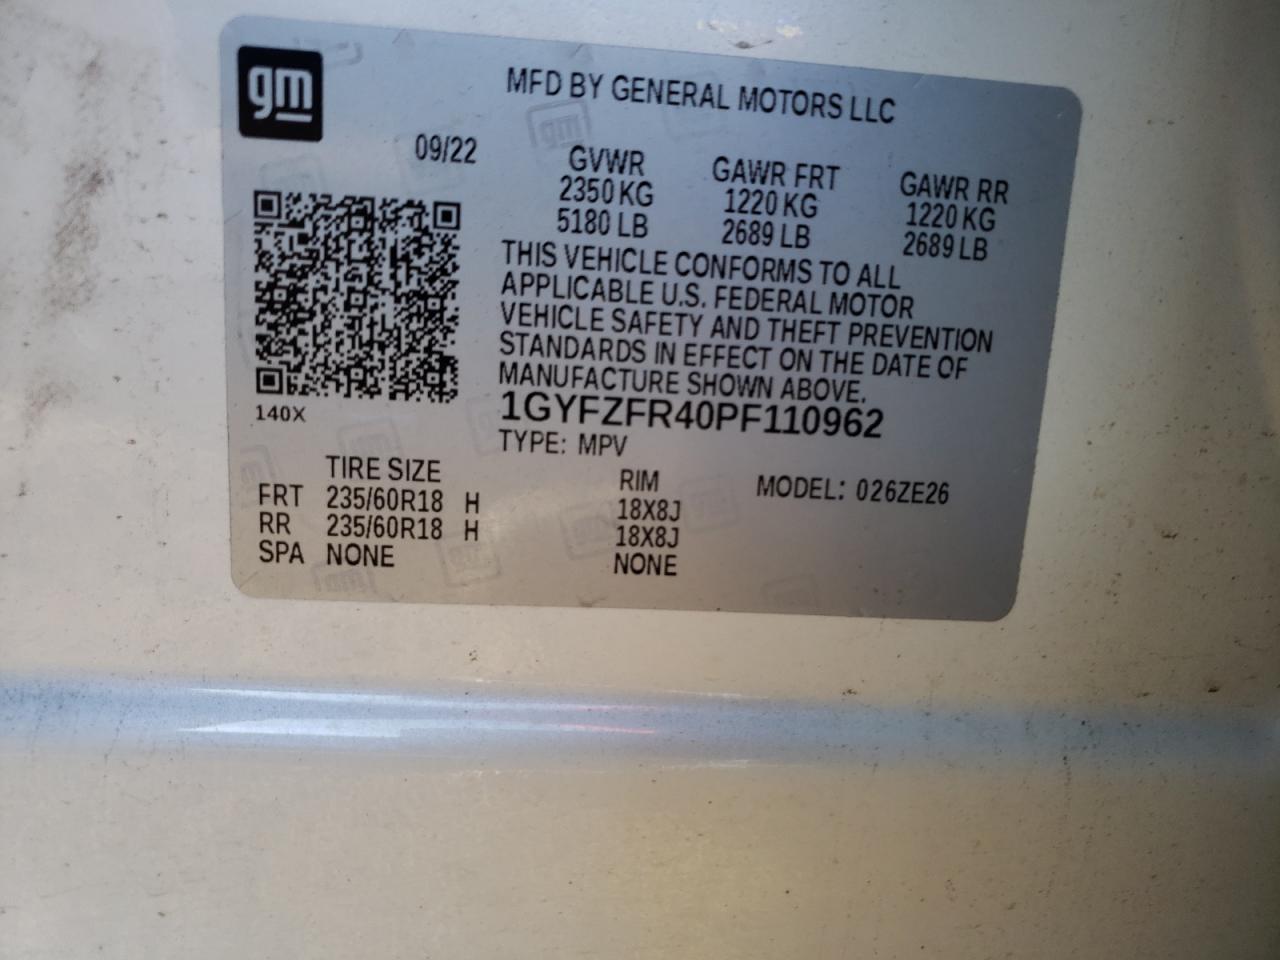 gm
MFD BY GENERAL MOTORS LLC
09/22
GVWR
2350 KG
5180 LB
GAWR FRT
1220 KG
2689 LB
GAWR RR
1220 KG
2689 LB
THIS VEHICLE CONFORMS TO ALL
APPLICABLE U.S. FEDERAL MOTOR
VEHICLE SAFETY AND THEFT PREVENTION
STANDARDS IN EFFECT ON THE DATE OF
MANUFACTURE SHOWN ABOVE.
140X
1GYFZFR40PF110962
TYPE: MPV
TIRE SIZE RIM MODEL: 026ZE26
FRT 235/60R18 H 18X8J
RR 235/60R18 H 18X8J
SPA NONE NONE